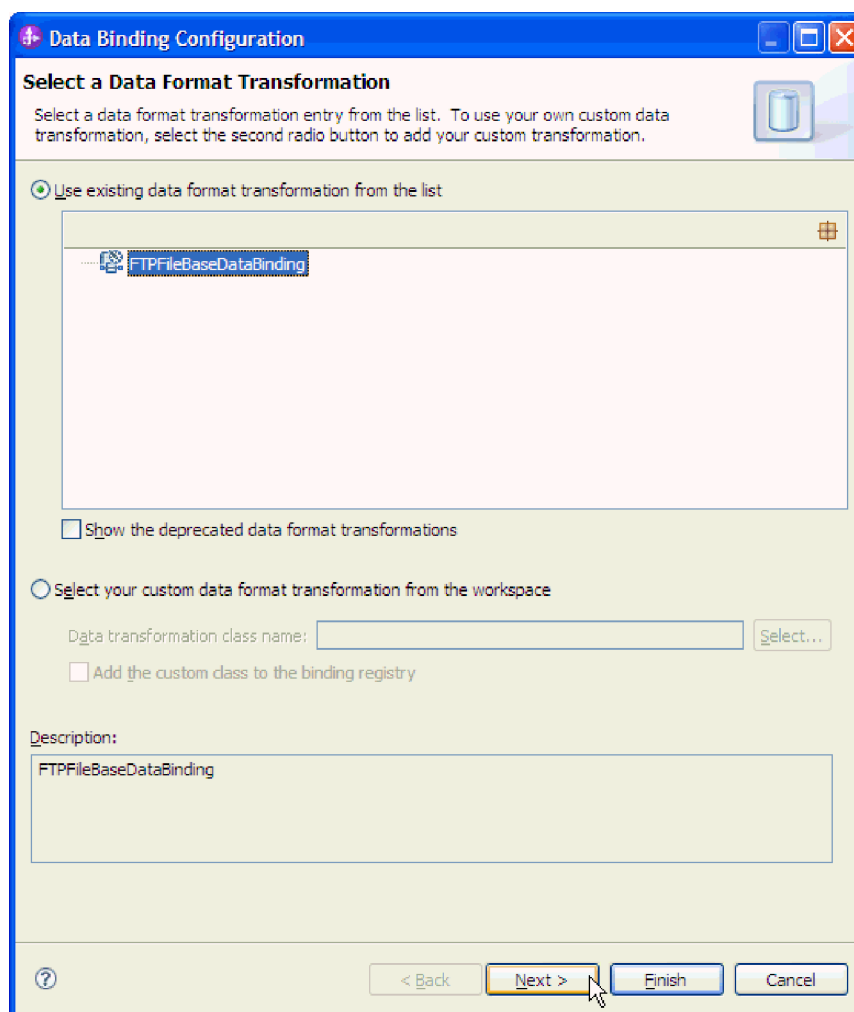 Data Binding Configuration
Select a Data Format Transformation
Select a data format transformation entry from the list. To use your own custom data
transformation, select the second radio button to add your custom transformation.
Use existing data format transformation from the list
FTPFileBaseDataBinding
Show the deprecated data format transformations
Select your custom data format transformation from the workspace
Data transformation class name:
Select...
Add the custom class to the binding registry
Description:
FTPFileBaseDataBinding
?
< Back
Next >
Finish
Cancel